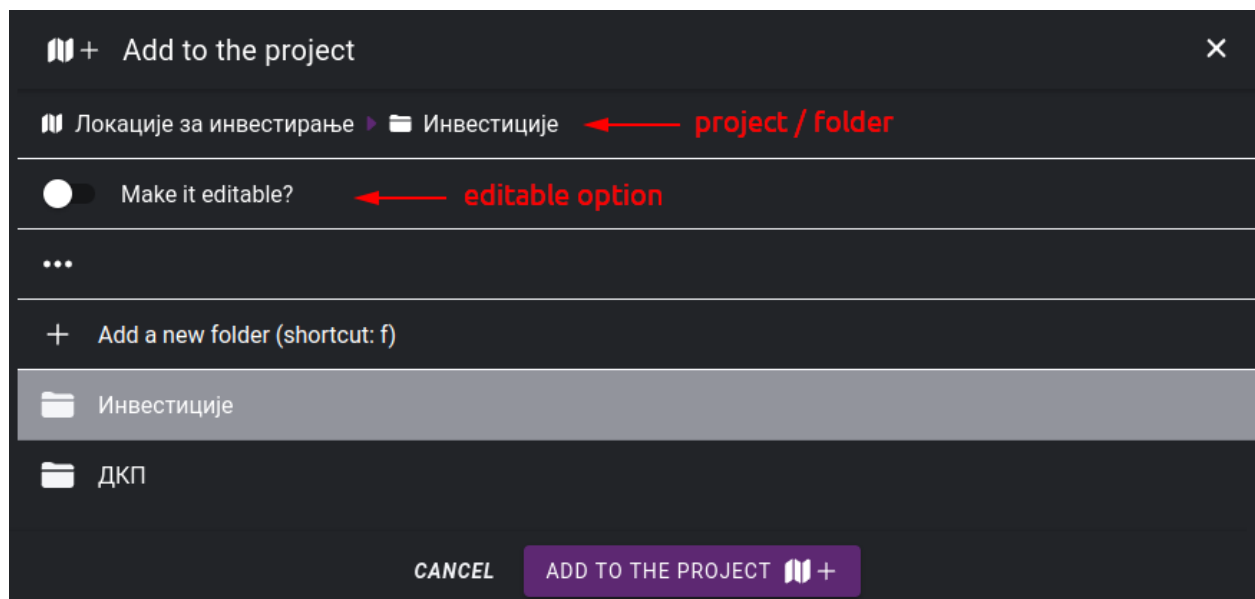 Add to the project
Локације за инвестирање Инвестиције project / folder
Make it editable? editable option
Add a new folder (shortcut: f)
Инвестиције
ДКП
CANCEL ADD TO THE PROJECT